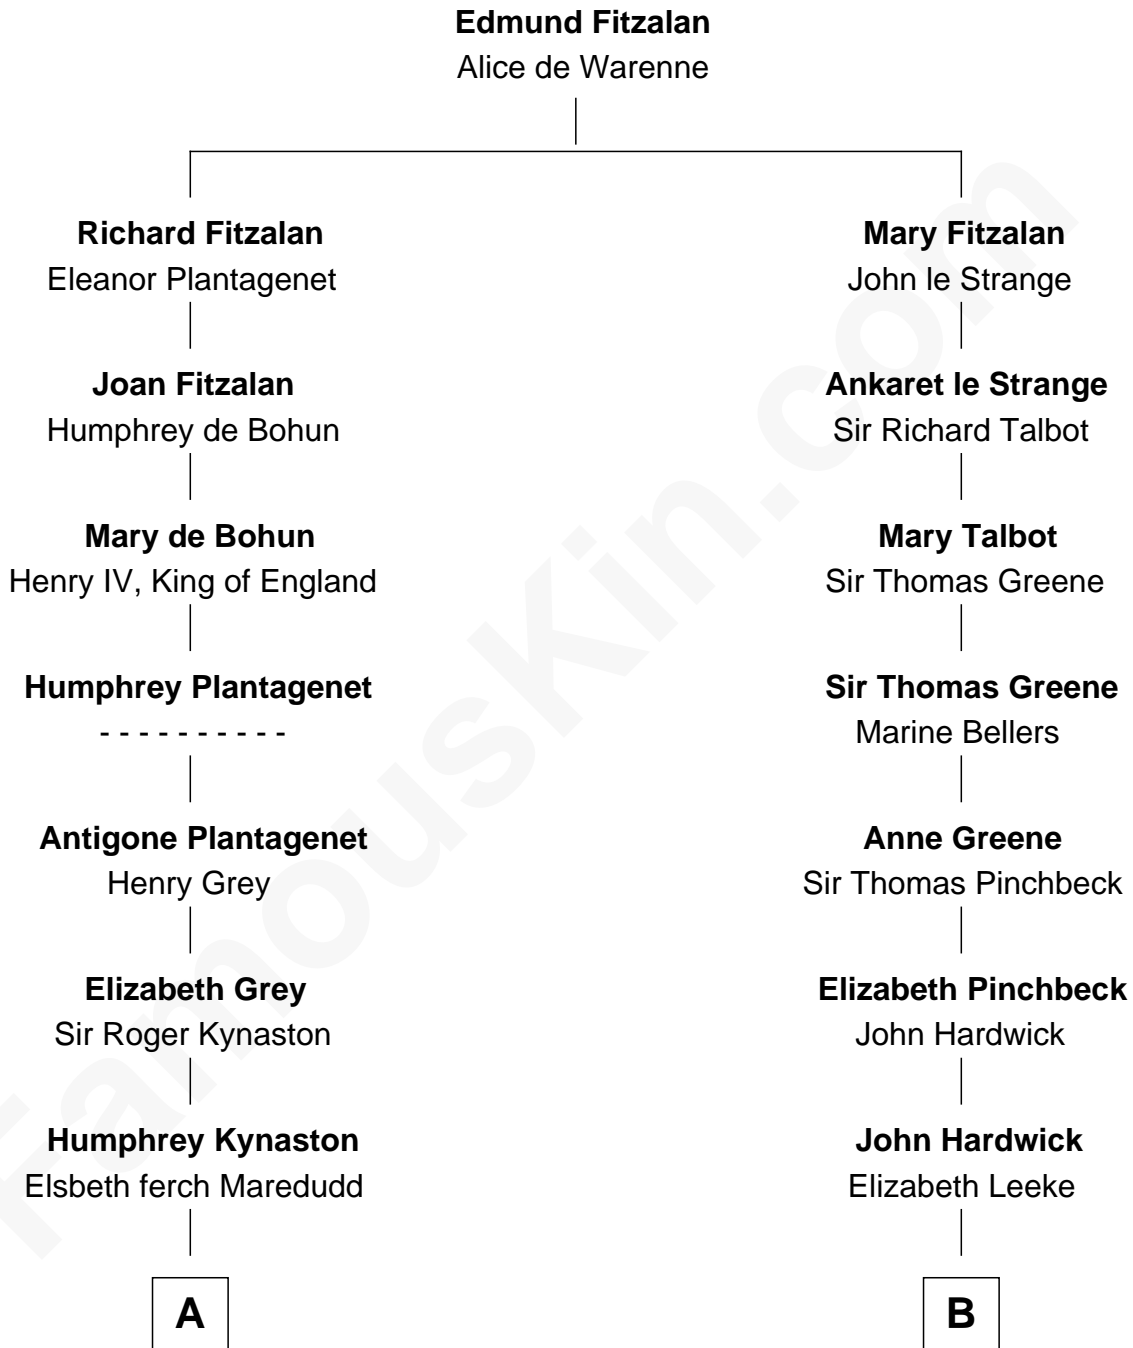 Edmund Fitzalan
Alice de Warenne
Richard Fitzalan
Eleanor Plantagenet
Joan Fitzalan
Humphrey de Bohun
Mary de Bohun
Henry IV, King of England
Humphrey Plantagenet
- - - - - - - - - -
Antigone Plantagenet
Henry Grey
Elizabeth Grey
Sir Roger Kynaston
Humphrey Kynaston
Elsbeth ferch Maredudd
A
Mary Fitzalan
John le Strange
Ankaret le Strange
Sir Richard Talbot
Mary Talbot
Sir Thomas Greene
Sir Thomas Greene
Marine Bellers
Anne Greene
Sir Thomas Pinchbeck
Elizabeth Pinchbeck
John Hardwick
John Hardwick
Elizabeth Leeke
B
FamousKin.com